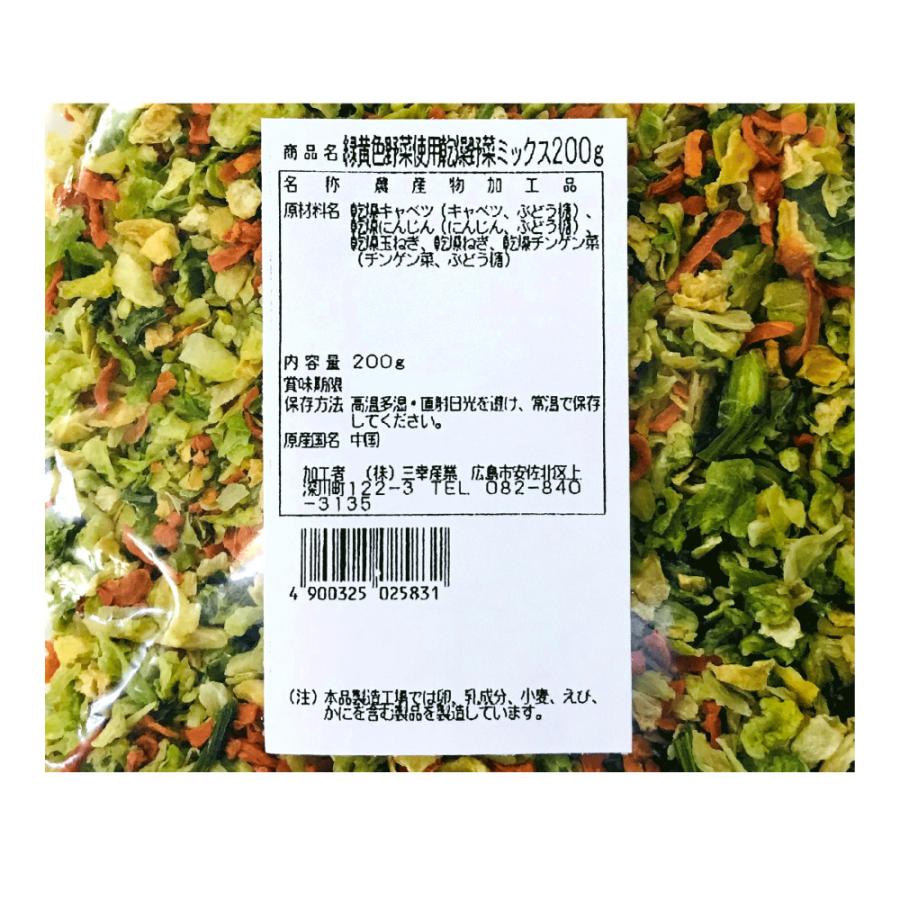 商品名 緑黄色野菜使用乾燥野菜ミックス200g
名称 農産物加工品
原材料名 乾燥キャベツ(キャベツ、ぶどう糖)、
乾燥にんじん(にんじん、ぶどう糖)、
乾燥玉ねぎ、乾燥ねぎ、乾燥チンゲン菜
(チンゲン菜、ぶどう糖)
内容量 200g
賞味期限
保存方法 高温多湿・直射日光を避け、常温で保存
してください。
原産国名 中国
加工者 (株)三幸産業 広島市安佐北区上
深川町122-3 TEL. 082-840
-3135
4 900325 025831
(注)本品製造工場では卵、乳成分、小麦、えび、
かにを含む製品を製造しています。